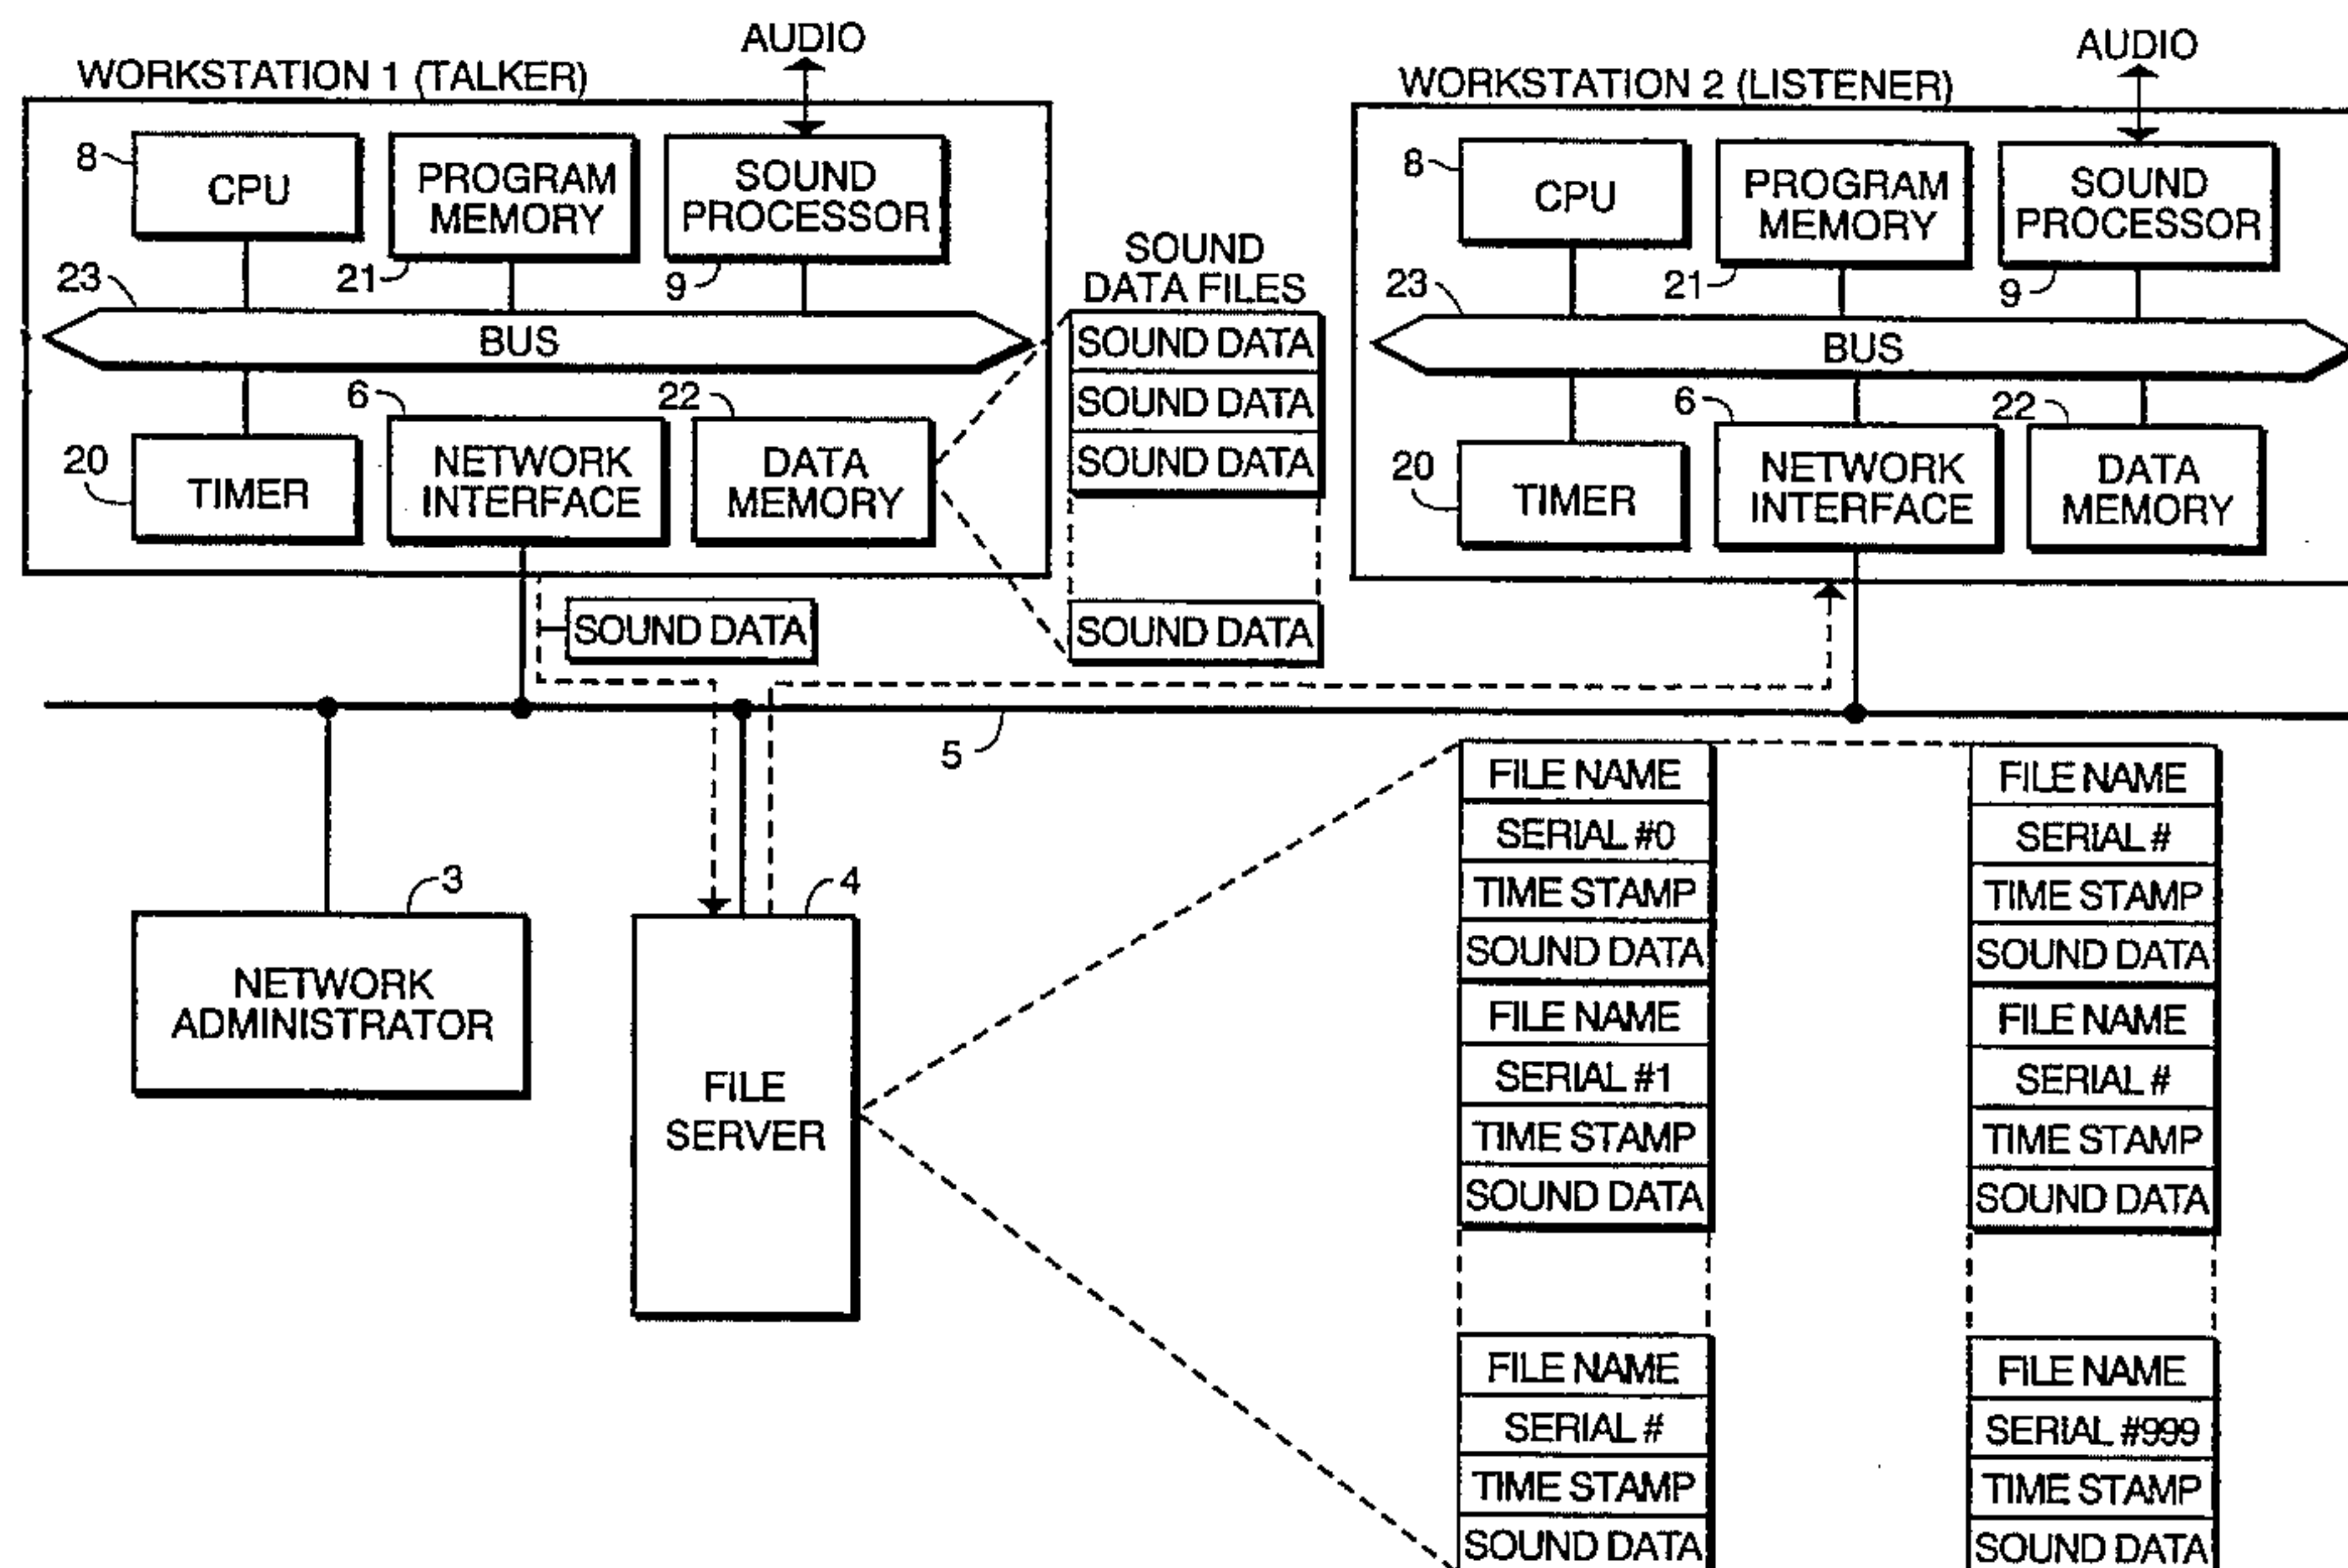 AUDIO
WORKSTATION 1 (TALKER)
8
CPU
PROGRAM
MEMORY
21
SOUND
PROCESSOR
9
23
BUS
20
TIMER
6
NETWORK
INTERFACE
22
DATA
MEMORY
SOUND
DATA FILES
SOUND DATA
SOUND DATA
SOUND DATA
SOUND DATA
SOUND DATA
AUDIO
WORKSTATION 2 (LISTENER)
8
CPU
PROGRAM
MEMORY
21
SOUND
PROCESSOR
9
23
BUS
20
TIMER
6
NETWORK
INTERFACE
22
DATA
MEMORY
5
3
NETWORK
ADMINISTRATOR
4
FILE
SERVER
FILE NAME
SERIAL #0
TIME STAMP
SOUND DATA
FILE NAME
SERIAL #1
TIME STAMP
SOUND DATA
FILE NAME
SERIAL #
TIME STAMP
SOUND DATA
FILE NAME
SERIAL #
TIME STAMP
SOUND DATA
FILE NAME
SERIAL #
TIME STAMP
SOUND DATA
FILE NAME
SERIAL #999
TIME STAMP
SOUND DATA